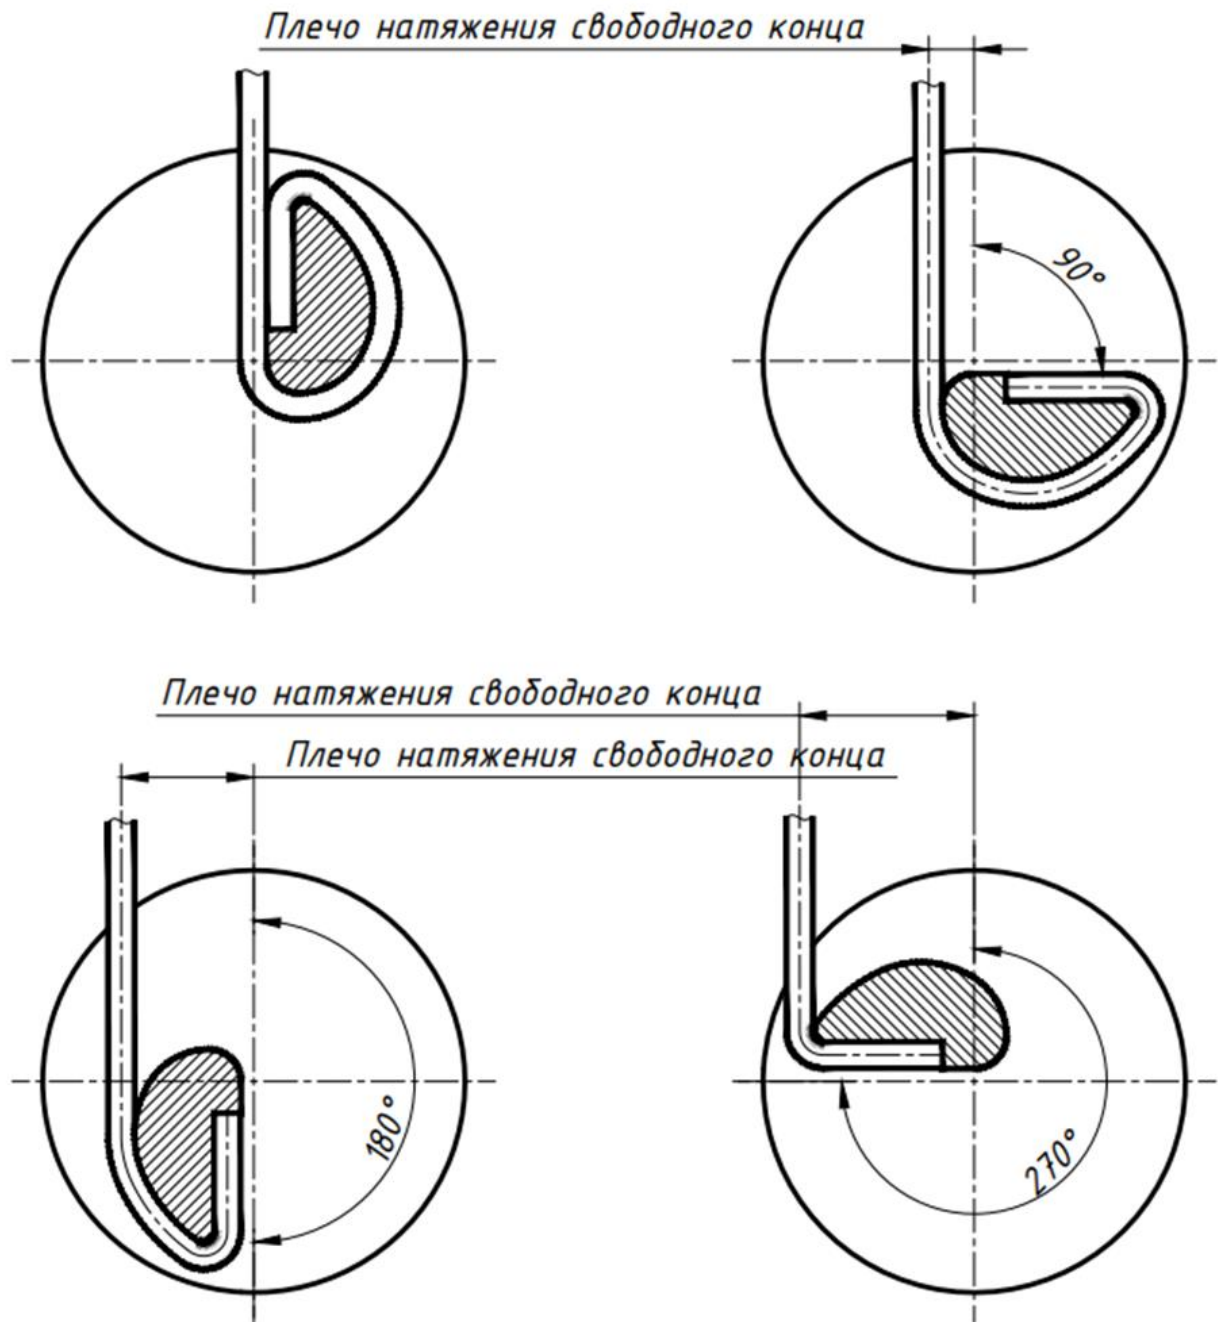 Плечо натяжения свободного конца
90°
Плечо натяжения свободного конца
Плечо натяжения свободного конца
180°
270°